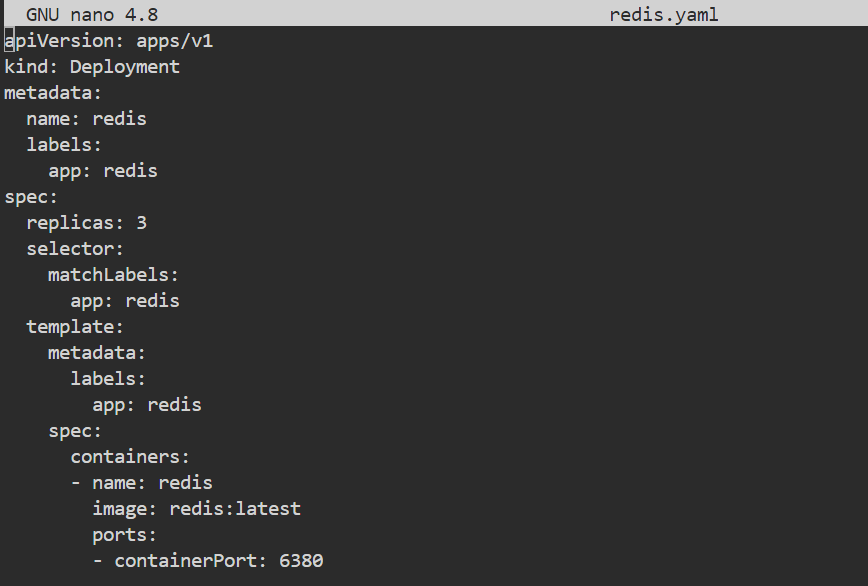 GNU nano 4.8 redis.yaml
apiVersion: apps/v1
kind: Deployment
metadata:
  name: redis
  labels:
    app: redis
spec:
  replicas: 3
  selector:
    matchLabels:
      app: redis
  template:
    metadata:
      labels:
        app: redis
    spec:
      containers:
      - name: redis
        image: redis:latest
        ports:
        - containerPort: 6380